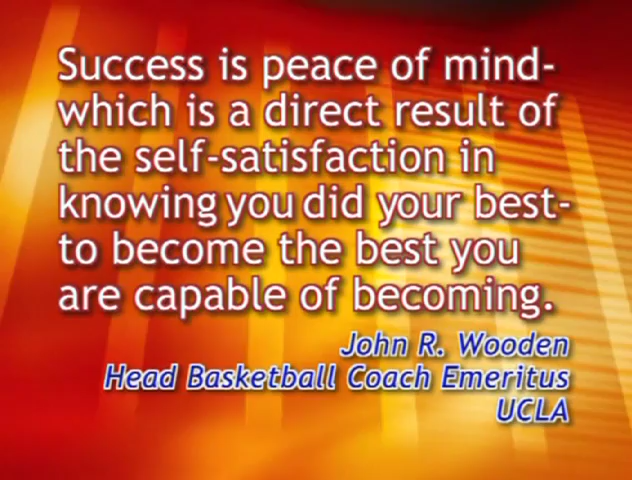 Success is peace of mind-
which is a direct result of
the self-satisfaction in
knowing you did your best-
to become the best you
are capable of becoming.
John R. Wooden
Head Basketball Coach Emeritus
UCLA